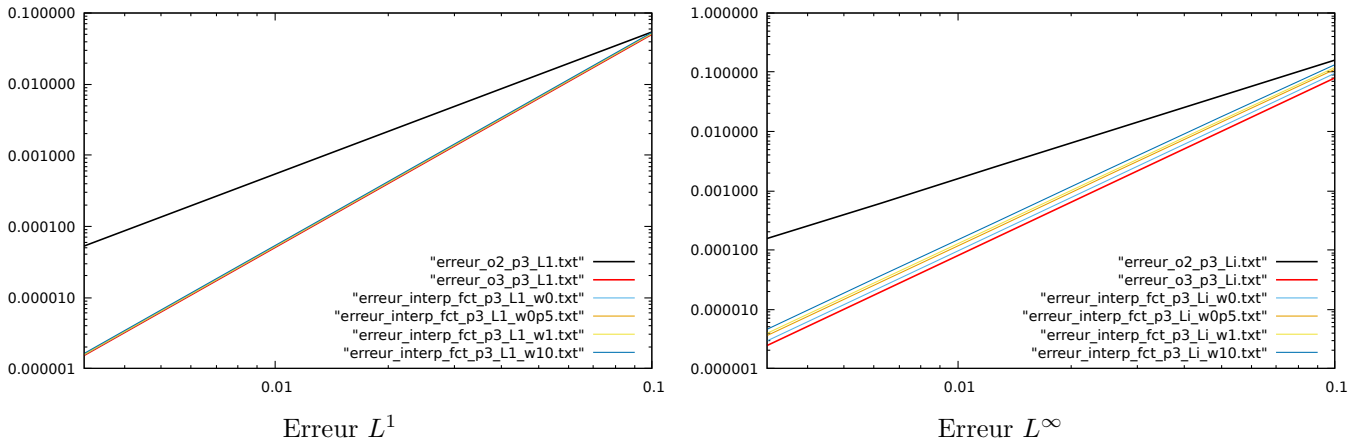 0.100000
0.010000
0.001000
0.000100
0.000010
0.000001
0.01
0.1
"erreur_o2_p3_L1.txt"
"erreur_o3_p3_L1.txt"
"erreur_interp_fct_p3_L1_w0.txt"
"erreur_interp_fct_p3_L1_w0p5.txt"
"erreur_interp_fct_p3_L1_w1.txt"
"erreur_interp_fct_p3_L1_w10.txt"
Erreur L¹
1.000000
0.100000
0.010000
0.001000
0.000100
0.000010
0.000001
0.01
0.1
"erreur_o2_p3_Li.txt"
"erreur_o3_p3_Li.txt"
"erreur_interp_fct_p3_Li_w0.txt"
"erreur_interp_fct_p3_Li_w0p5.txt"
"erreur_interp_fct_p3_Li_w1.txt"
"erreur_interp_fct_p3_Li_w10.txt"
Erreur L^∞